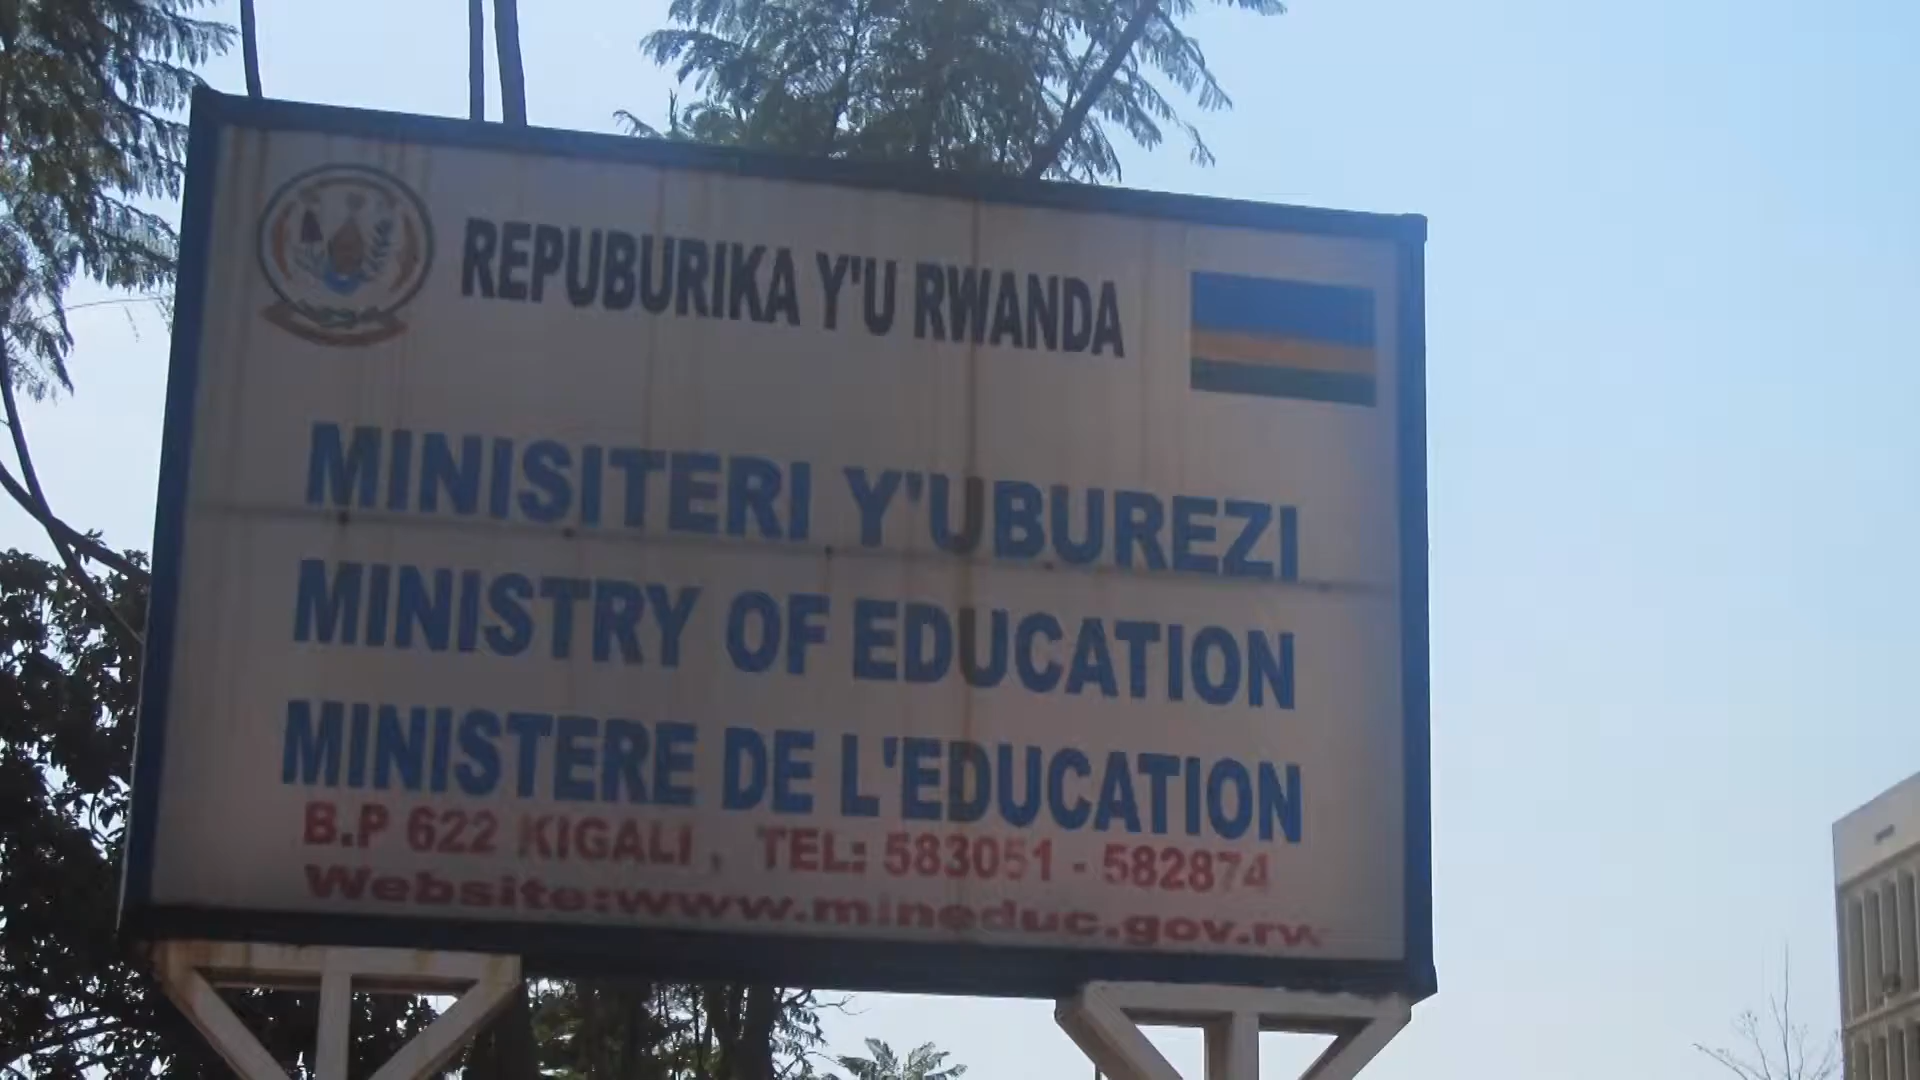 REPUBURIKA Y'U RWANDA
MINISITERI Y'UBUREZI
MINISTRY OF EDUCATION
MINISTERE DE L'EDUCATION
B.P 622 KIGALI , TEL: 583051 - 582874
Website:www.mineduc.gov.rw